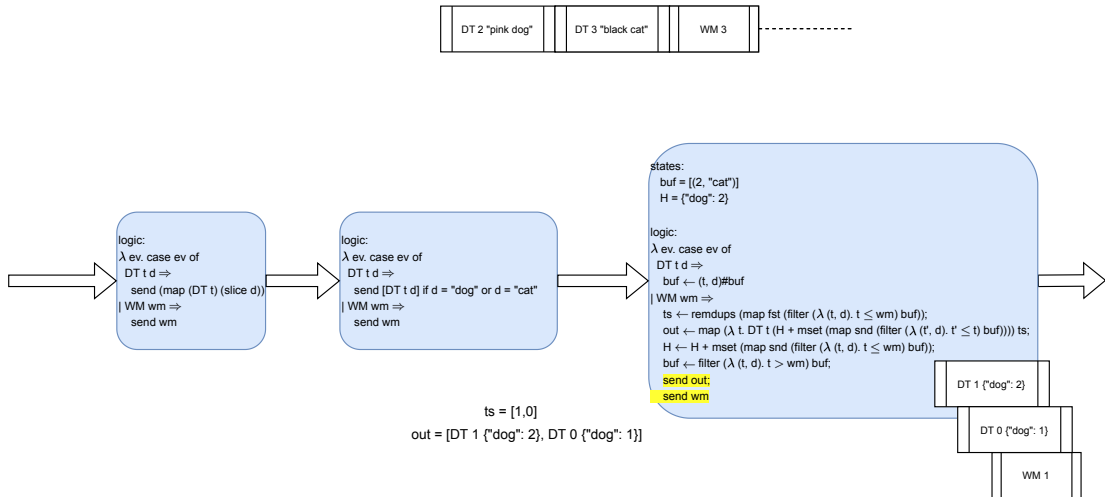 DT 2 "pink dog"
DT 3 "black cat"
WM 3
logic:
λ ev. case ev of
DT t d ⇒
send (map (DT t) (slice d))
| WM wm ⇒
send wm
logic:
λ ev. case ev of
DT t d ⇒
send [DT t d] if d = "dog" or d = "cat"
| WM wm ⇒
send wm
states:
buf = [(2, "cat")]
H = {"dog": 2}
logic:
λ ev. case ev of
DT t d ⇒
buf ← (t, d)#buf
| WM wm ⇒
ts ← remdups (map fst (filter (λ (t, d). t ≤ wm) buf));
out ← map (λ t. DT t (H + mset (map snd (filter (λ (t', d). t' ≤ t) buf)))) ts;
H ← H + mset (map snd (filter (λ (t, d). t ≤ wm) buf));
buf ← filter (λ (t, d). t > wm) buf;
send out;
send wm
DT 1 {"dog": 2}
DT 0 {"dog": 1}
WM 1
ts = [1,0]
out = [DT 1 {"dog": 2}, DT 0 {"dog": 1}]